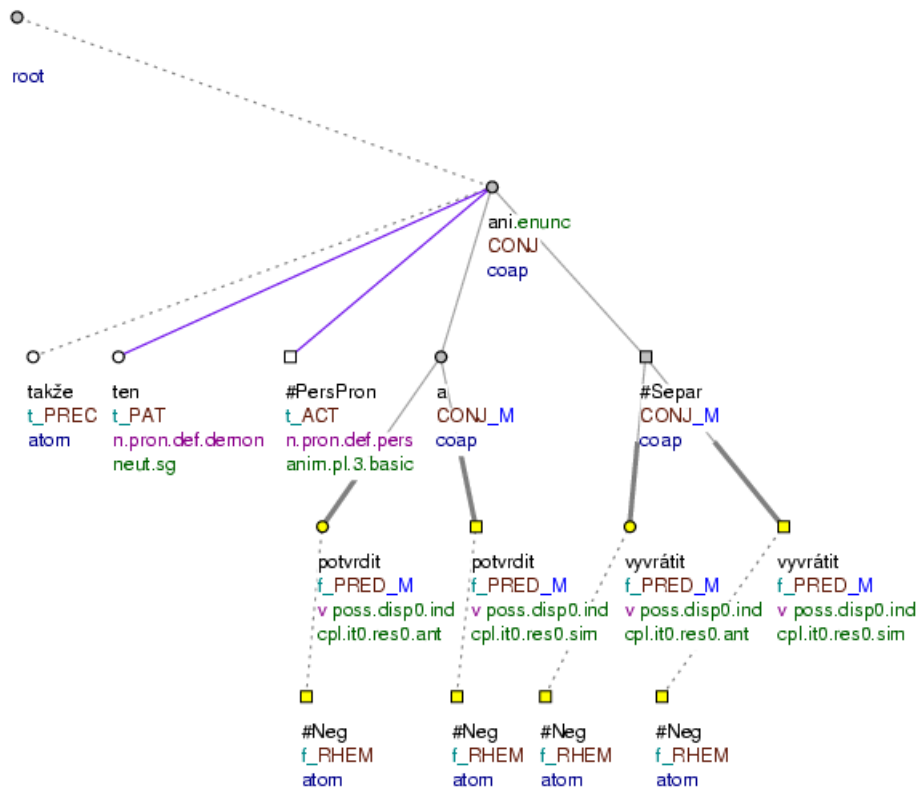 root
ani.enunc
CONJ
coap
takže
t_PREC
atom
ten
t_PAT
n.pron.def.demon
neut.sg
#PersPron
t_ACT
n.pron.def.pers
anim.pl.3.basic
a
CONJ_M
coap
#Separ
CONJ_M
coap
potvrdit
f_PRED_M
v poss.disp0.ind
cpl.it0.res0.ant
potvrdit
f_PRED_M
v poss.disp0.ind
cpl.it0.res0.sim
vyvrátit
f_PRED_M
v poss.disp0.ind
cpl.it0.res0.ant
vyvrátit
f_PRED_M
v poss.disp0.ind
cpl.it0.res0.sim
#Neg
f_RHEM
atom
#Neg
f_RHEM
atom
#Neg
f_RHEM
atom
#Neg
f_RHEM
atom